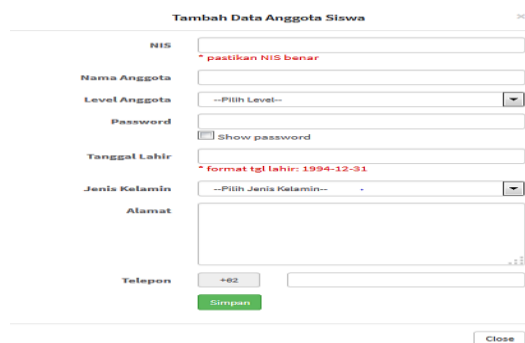 Tambah Data Anggota Siswa ×
NIS
* pastikan NIS benar
Nama Anggota
Level Anggota --Pilih Level--
Password
Show password
Tanggal Lahir
* format tgl lahir: 1994-12-31
Jenis Kelamin --Pilih Jenis Kelamin-- -
Alamat
Telepon +62
Simpan
Close